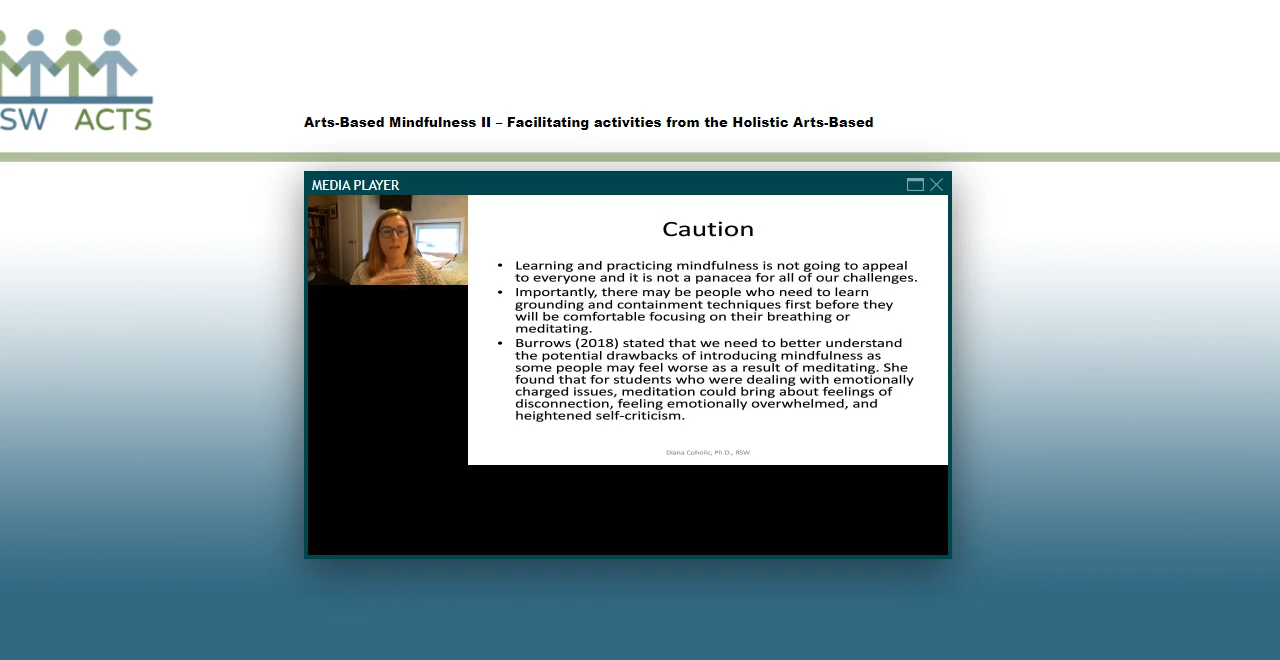 SW ACTS
Arts-Based Mindfulness II – Facilitating activities from the Holistic Arts-Based
MEDIA PLAYER
Caution
• Learning and practicing mindfulness is not going to appeal
to everyone and it is not a panacea for all of our challenges.
• Importantly, there may be people who need to learn
grounding and containment techniques first before they
will be comfortable focusing on their breathing or
meditating.
• Burrows (2018) stated that we need to better understand
the potential drawbacks of introducing mindfulness as
some people may feel worse as a result of meditating. She
found that for students who were dealing with emotionally
charged issues, meditation could bring about feelings of
disconnection, feeling emotionally overwhelmed, and
heightened self-criticism.
Diana Coholic, Ph.D., RSW